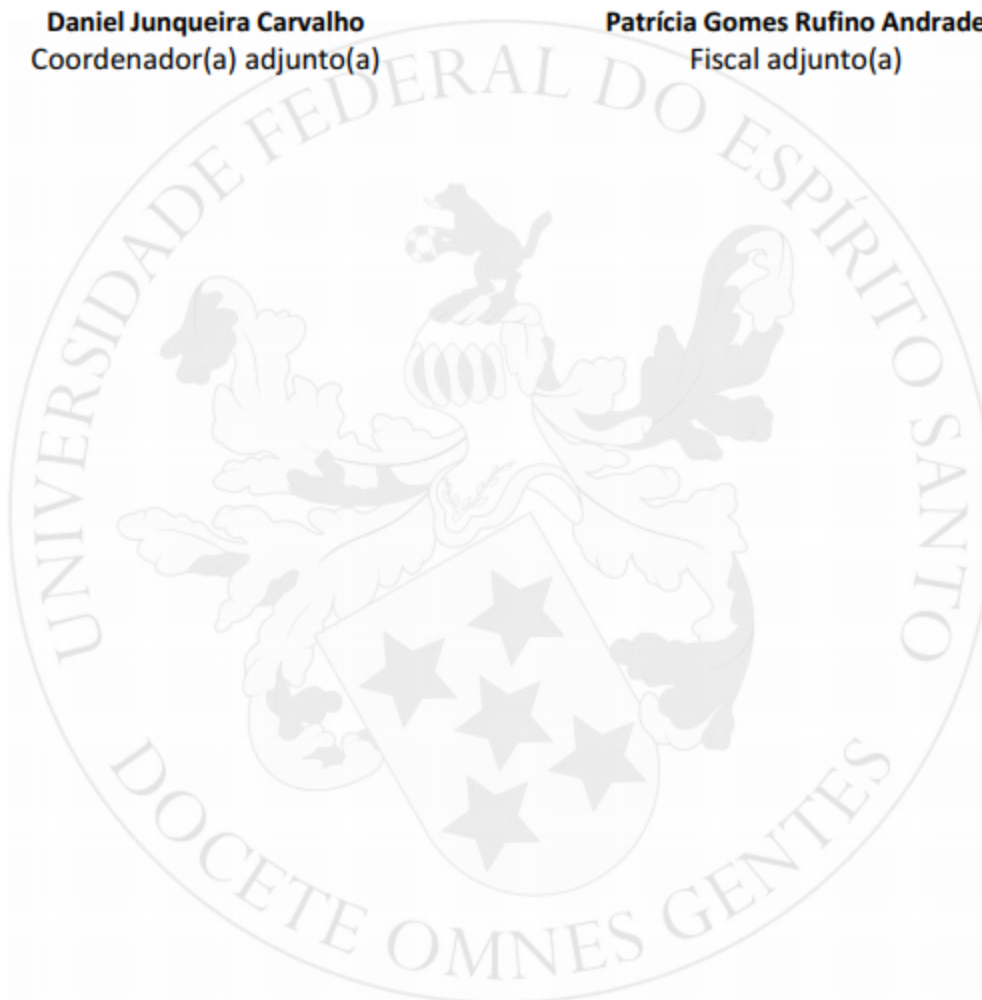 Daniel Junqueira Carvalho
Coordenador(a) adjunto(a)
Patrícia Gomes Rufino Andrade
Fiscal adjunto(a)
UNIVERSIDADE FEDERAL DO ESPÍRITO SANTO
DOCETE OMNES GENTES